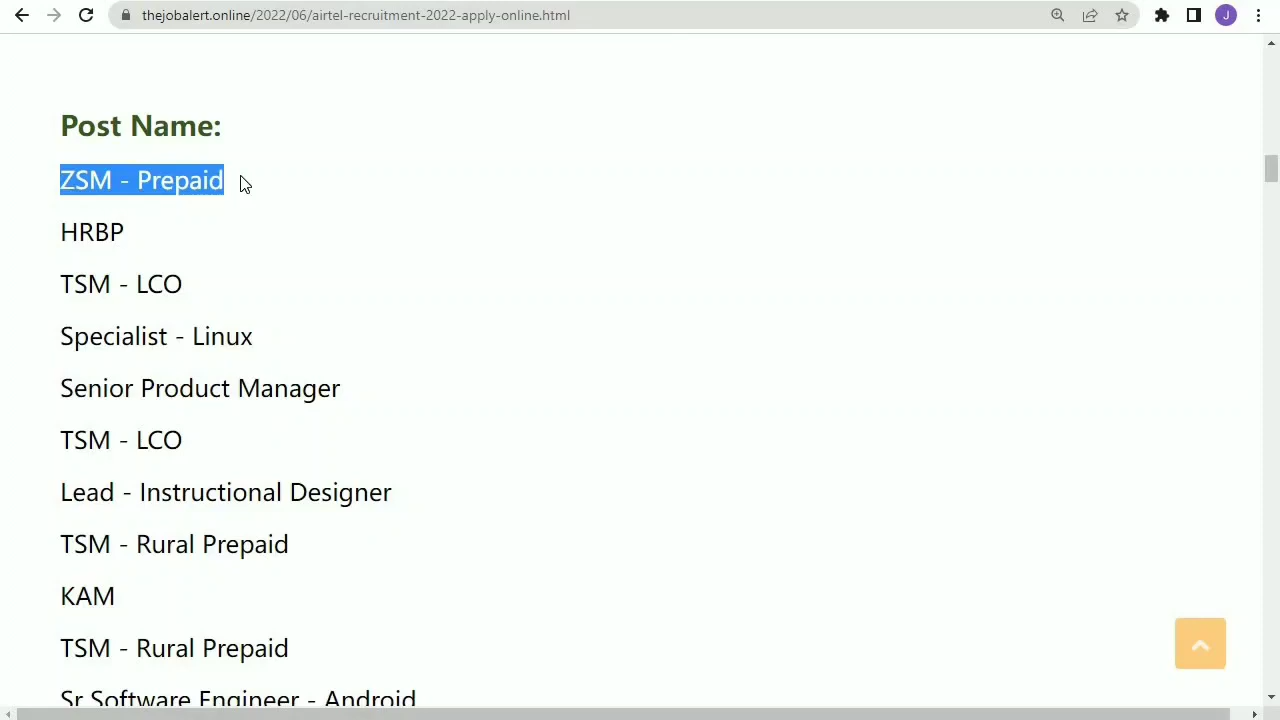 thejobalert.online/2022/06/airtel-recruitment-2022-apply-online.html
J
Post Name:
ZSM - Prepaid
HRBP
TSM - LCO
Specialist - Linux
Senior Product Manager
TSM - LCO
Lead - Instructional Designer
TSM - Rural Prepaid
KAM
TSM - Rural Prepaid
Sr Software Engineer - Android